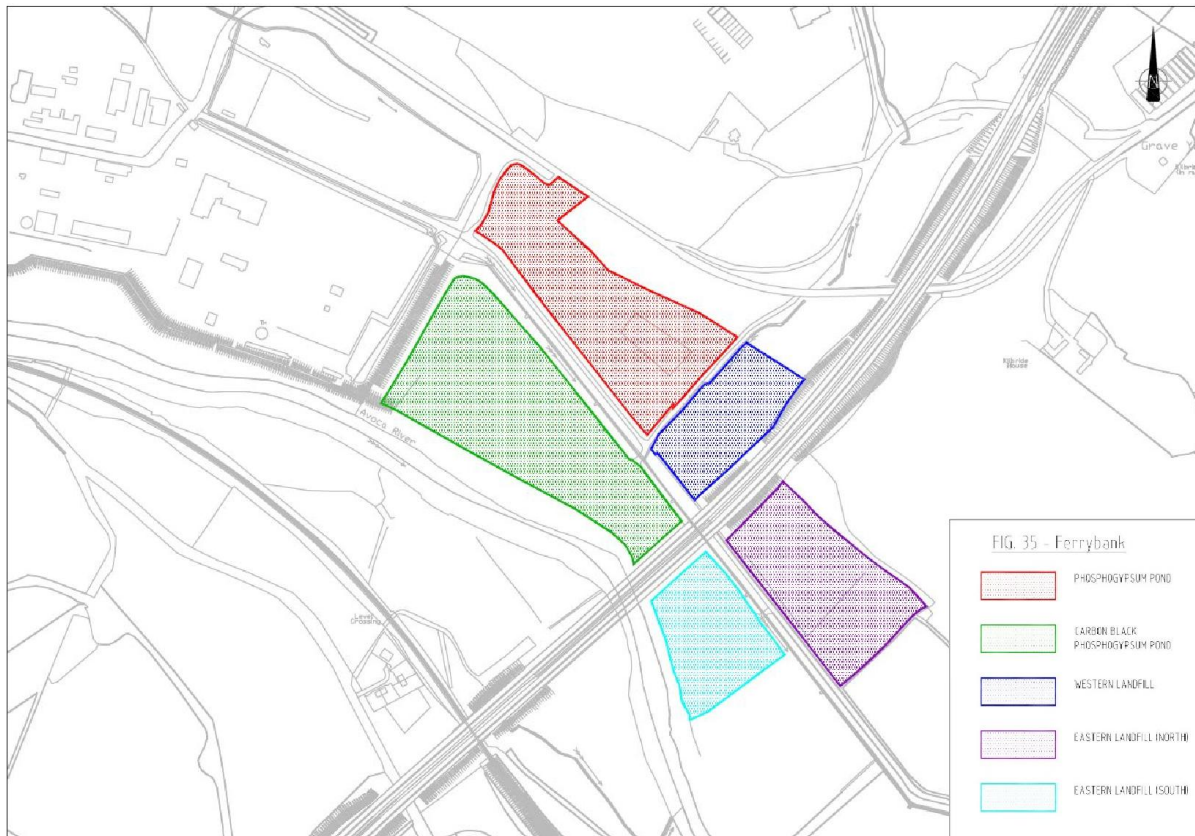 N
Grave Y
Avoca River
Level
Crossing
FIG. 35 - Ferrybank
PHOSPHOGYPSUM POND
CARBON BLACK
PHOSPHOGYPSUM POND
WESTERN LANDFILL
EASTERN LANDFILL (NORTH)
EASTERN LANDFILL (SOUTH)